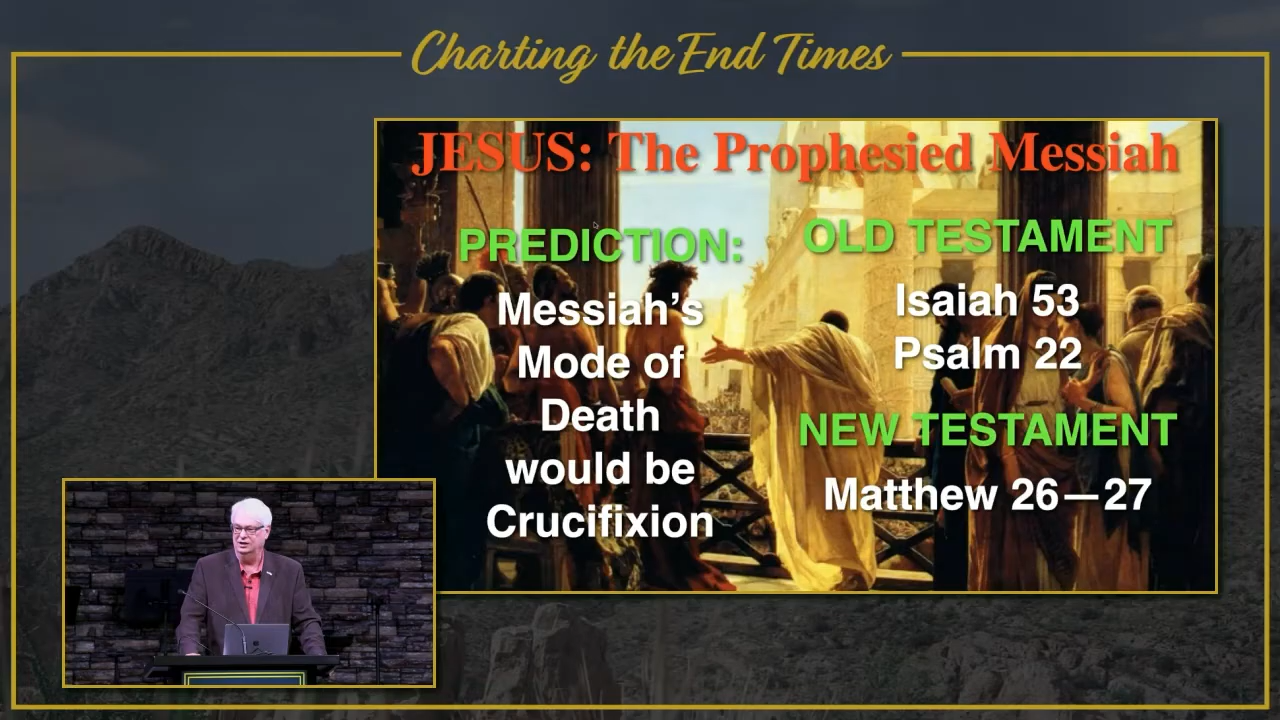 Charting the End Times
JESUS: The Prophesied Messiah
PREDICTION:
Messiah’s
Mode of
Death
would be
Crucifixion
OLD TESTAMENT
Isaiah 53
Psalm 22
NEW TESTAMENT
Matthew 26—27